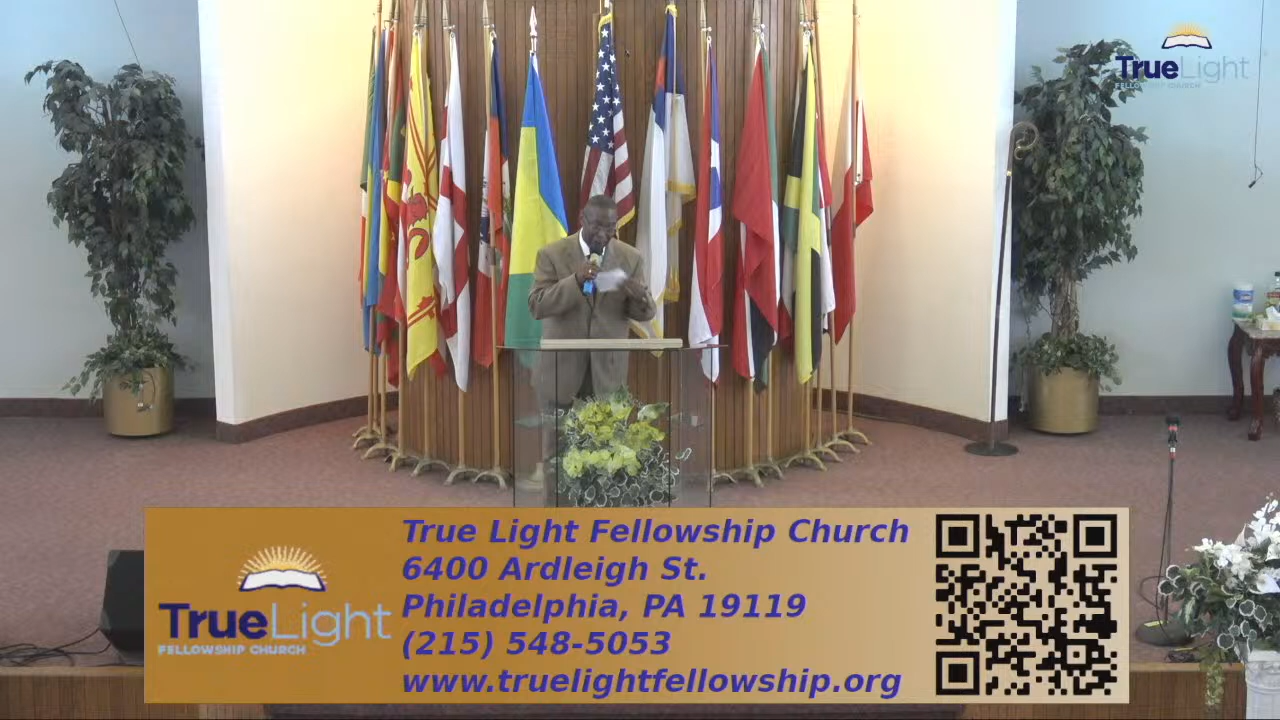 TrueLight
FELLOWSHIP CHURCH
True Light Fellowship Church
6400 Ardleigh St.
Philadelphia, PA 19119
(215) 548-5053
www.truelightfellowship.org
TrueLight
FELLOWSHIP CHURCH